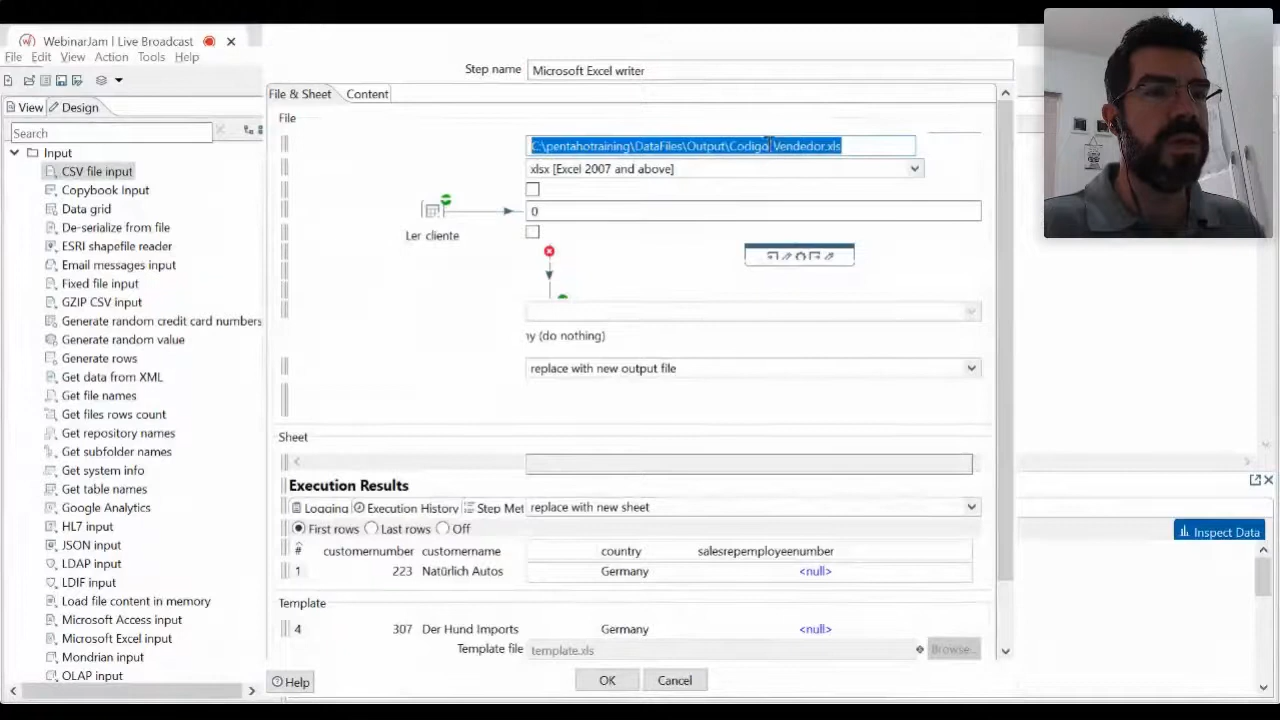 WebinarJam | Live Broadcast
File Edit View Action Tools Help
Step name Microsoft Excel writer
View Design
File & Sheet Content
Search
File
Input
C:\pentahotraining\DataFiles\Output\Codigo_Vendedor.xls
CSV file input
xlsx [Excel 2007 and above]
Copybook Input
Data grid
0
De-serialize from file
Ler cliente
ESRI shapefile reader
Email messages input
Fixed file input
GZIP CSV input
Generate random credit card numbers
Generate random value
ny (do nothing)
Generate rows
replace with new output file
Get data from XML
Get file names
Get files rows count
Get repository names
Sheet
Get subfolder names
Get system info
Get table names
Execution Results
Google Analytics
Logging Execution History Step Met
replace with new sheet
HL7 input
First rows Last rows Off
Inspect Data
JSON input
# customernumber customername country salesrepemployeenumber
LDAP input
1 223 Natürlich Autos Germany <null>
LDIF input
Load file content in memory
Template
Microsoft Access input
4 307 Der Hund Imports Germany <null>
Microsoft Excel input
Template file template.xls Browse...
Mondrian input
OLAP input
Help OK Cancel